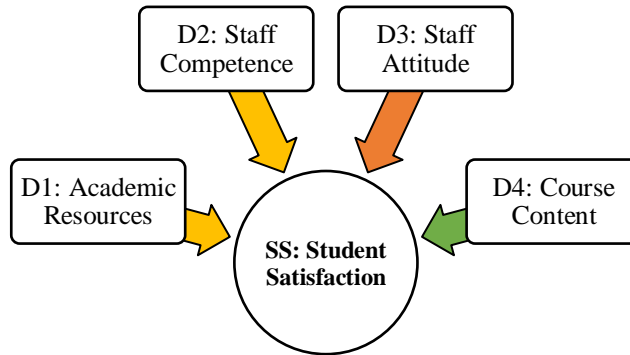 D2: Staff
Competence
D3: Staff
Attitude
D1: Academic
Resources
D4: Course
Content
SS: Student
Satisfaction